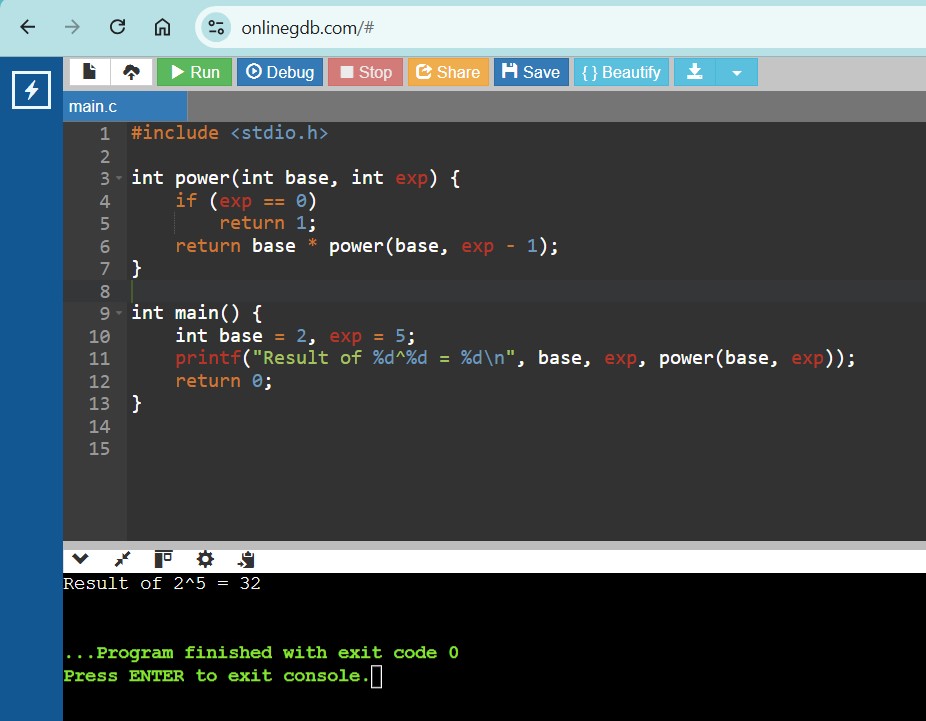 onlinegdb.com/#
Run Debug Stop Share Save { } Beautify
main.c
1 #include <stdio.h>
2
3 int power(int base, int exp) {
4     if (exp == 0)
5         return 1;
6     return base * power(base, exp - 1);
7 }
8
9 int main() {
10     int base = 2, exp = 5;
11     printf("Result of %d^%d = %d\n", base, exp, power(base, exp));
12     return 0;
13 }
14
15
Result of 2^5 = 32
...Program finished with exit code 0
Press ENTER to exit console.